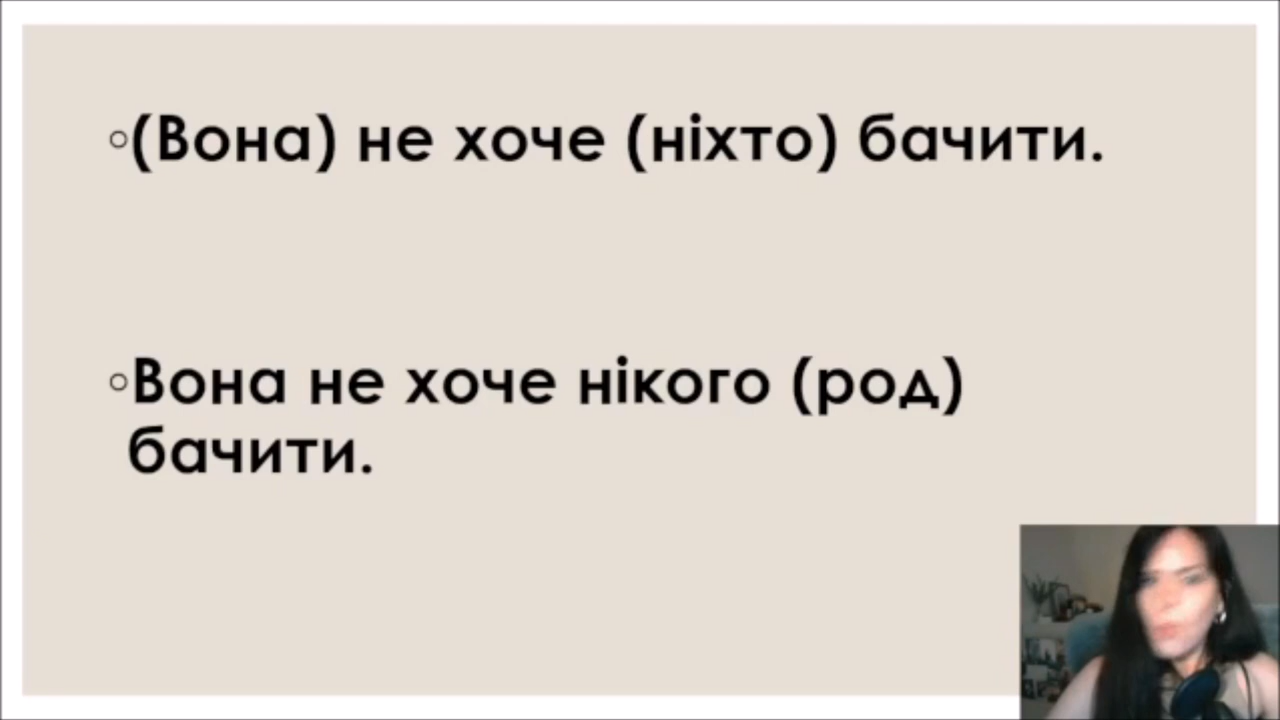 (Вона) не хоче (ніхто) бачити.
Вона не хоче нікого (род)
бачити.